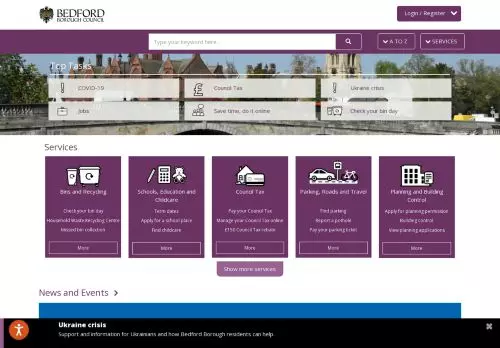 BEDFORD
BOROUGH COUNCIL
Login / Register
Type your keyword here..
A TO Z
SERVICES
Top Tasks
COVID-19
Council Tax
Ukraine crisis
Jobs
Save time, do it online
Check your bin day
Services
Bins and Recycling
Check your bin day
Household Waste Recycling Centre
Missed bin collection
More
Schools, Education and
Childcare
Term dates
Apply for a school place
Find childcare
More
Council Tax
Pay your Council Tax
Manage your Council Tax online
£150 Council Tax rebate
More
Parking, Roads and Travel
Find parking
Report a pothole
Pay your parking ticket
More
Planning and Building
Control
Apply for planning permission
Building control
View planning applications
More
Show more services
News and Events
Ukraine crisis
Support and information for Ukrainians and how Bedford Borough residents can help.